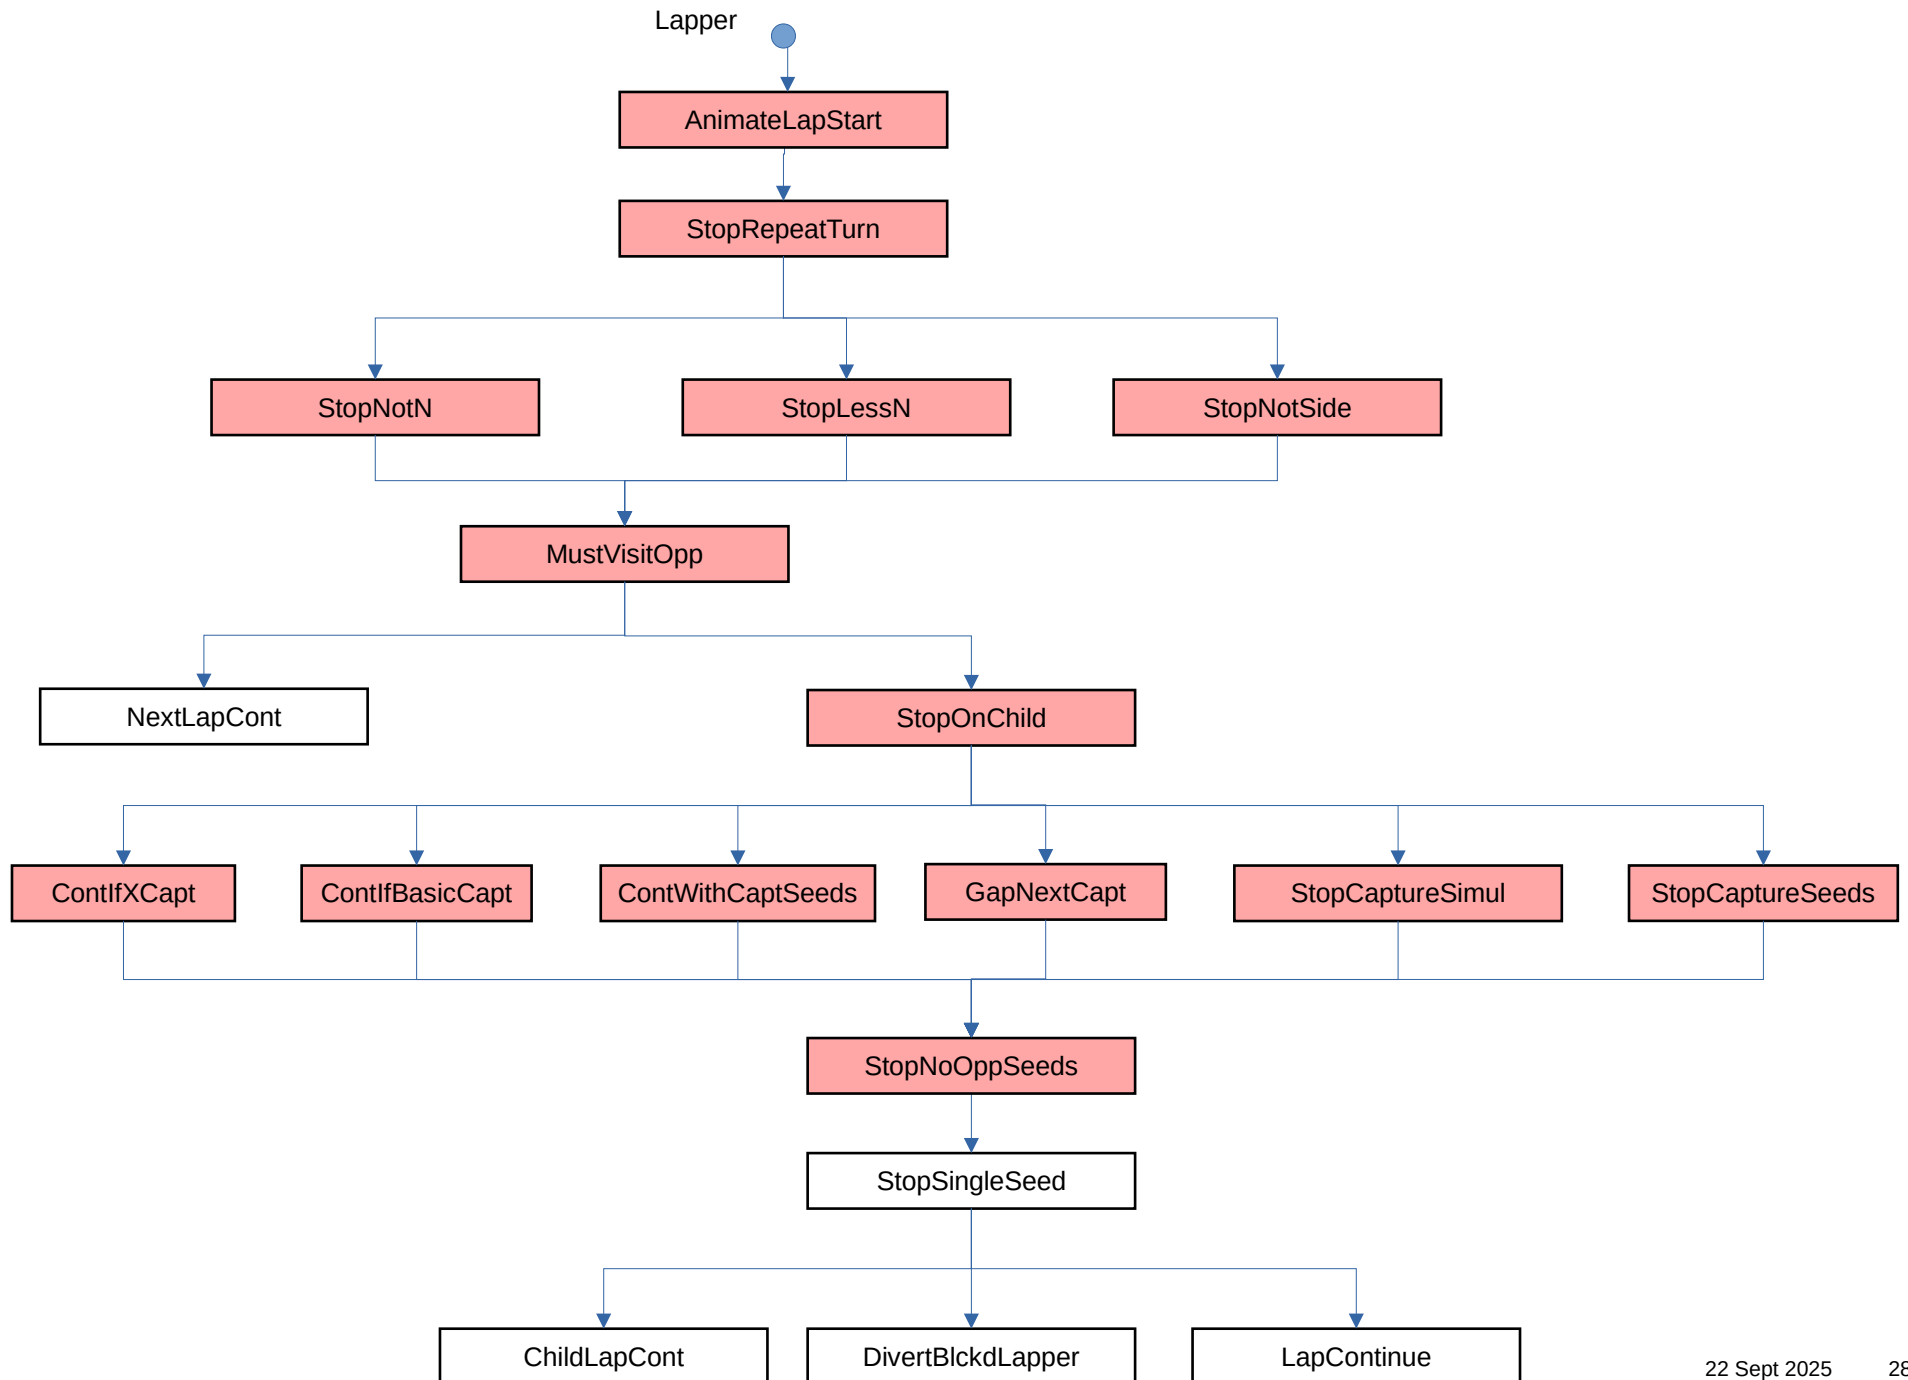 Lapper
AnimateLapStart
StopRepeatTurn
StopNotN
StopLessN
StopNotSide
MustVisitOpp
NextLapCont
StopOnChild
ContIfXCapt
ContIfBasicCapt
ContWithCaptSeeds
GapNextCapt
StopCaptureSimul
StopCaptureSeeds
StopNoOppSeeds
StopSingleSeed
ChildLapCont
DivertBlckdLapper
LapContinue
22 Sept 2025 28